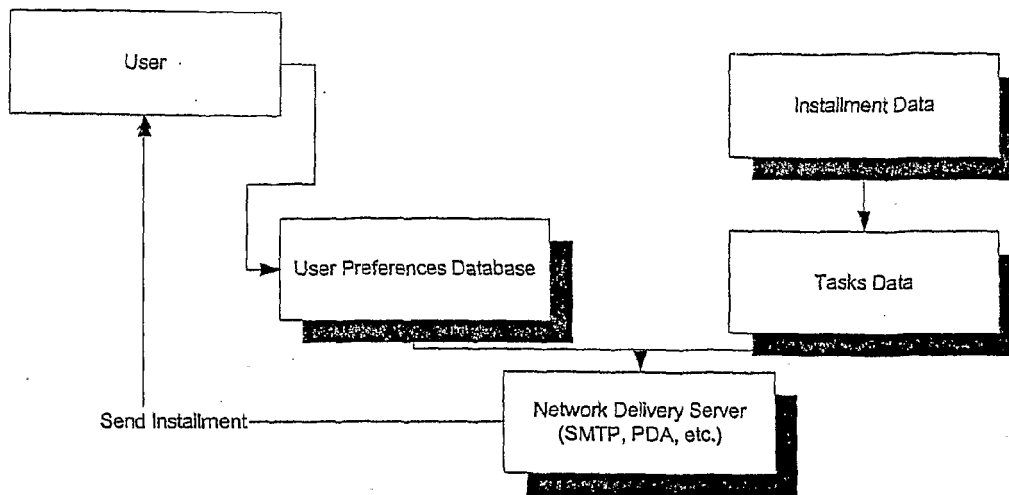 User
Installment Data
User Preferences Database
Tasks Data
Send Installment
Network Delivery Server
(SMTP, PDA, etc.)